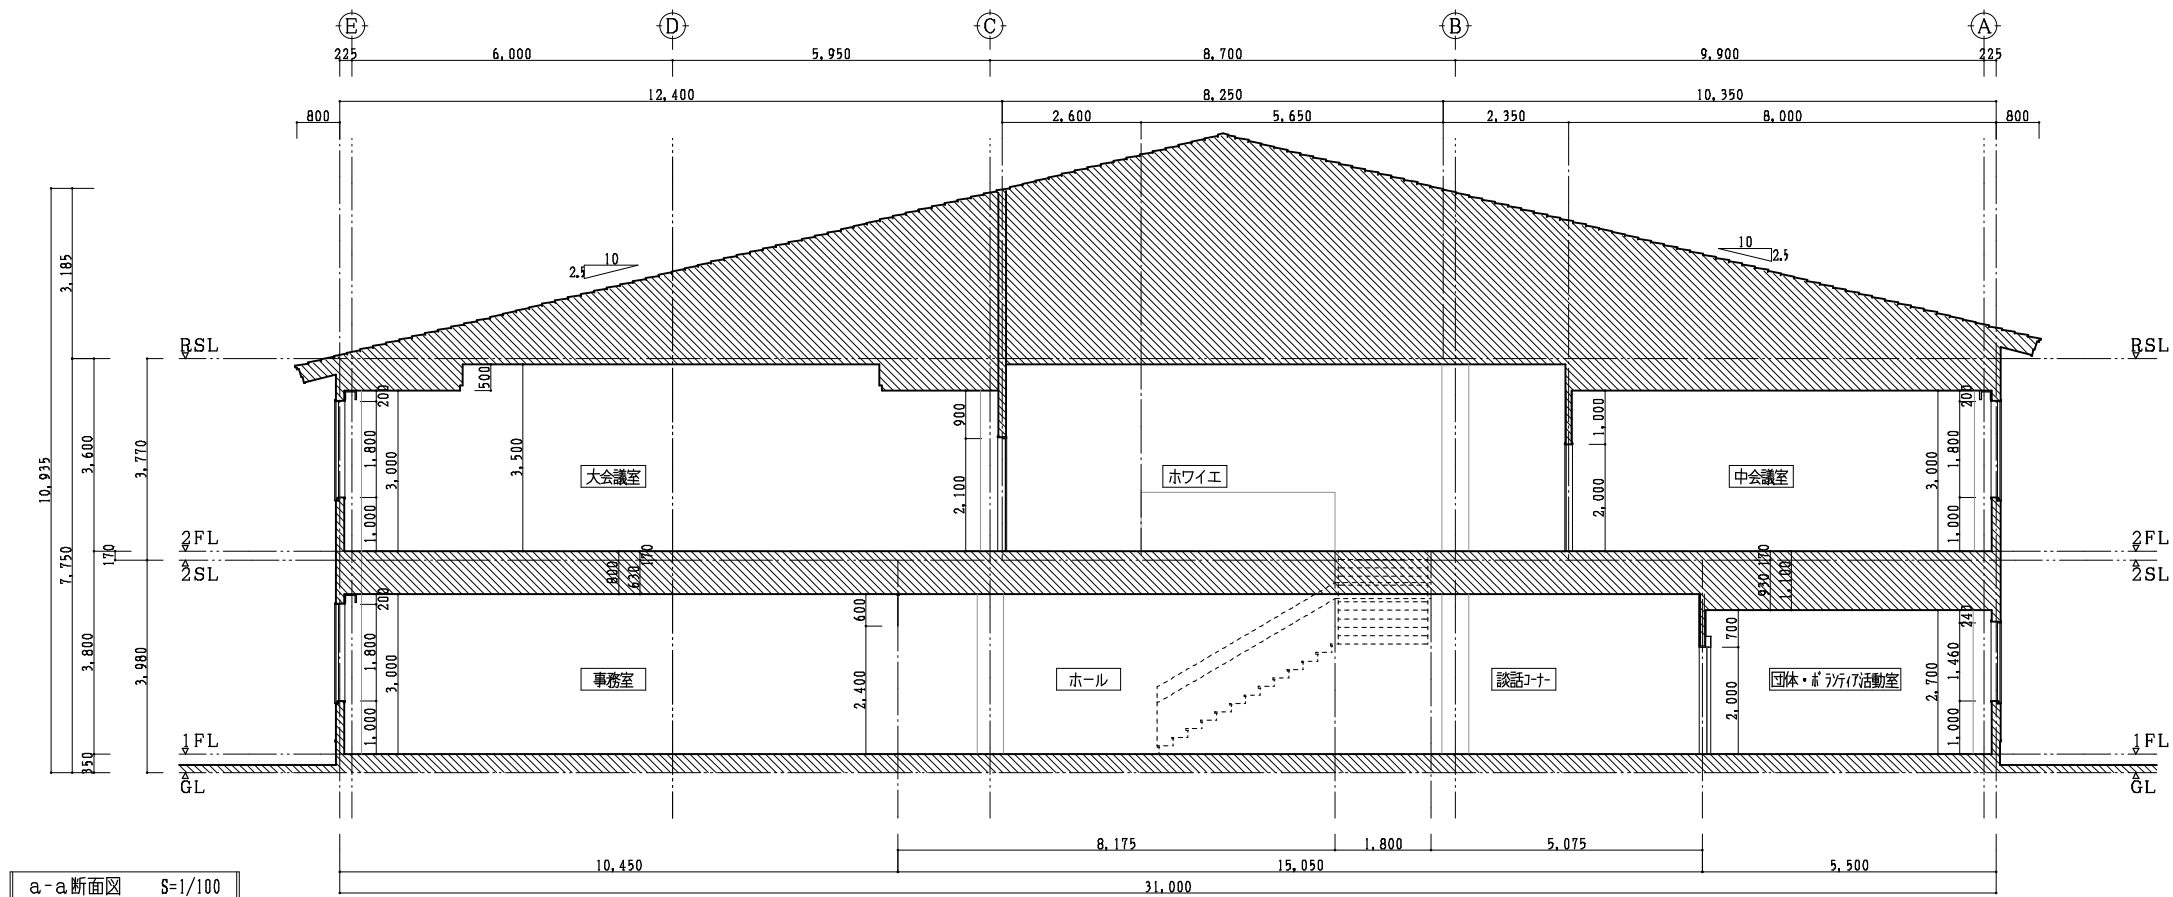 E D C B A
225 6,000 5,950 8,700 9,900 225
12,400 8,250 10,350
800 2,600 5,650 2,350 8,000 800
10
2.5
10
2.5
3,185
RSL
RSL
500
200
200
900
1,000
1,800
3,000
3,500
2,100
2,000
3,000
1,800
1,000
1,000
大会議室
ホワイエ
中会議室
10,935
7,750
3,600
3,770
170
2FL
2FL
2SL
2SL
800
630
170
930
170
1,100
200
600
700
240
1,800
3,000
2,400
2,000
2,700
1,460
1,000
1,000
事務室
ホール
談話コーナー
団体・ボランティア活動室
3,800
3,980
350
1FL
1FL
GL
GL
8,175 1,800 5,075
10,450 15,050 5,500
31,000
a-a断面図 S=1/100